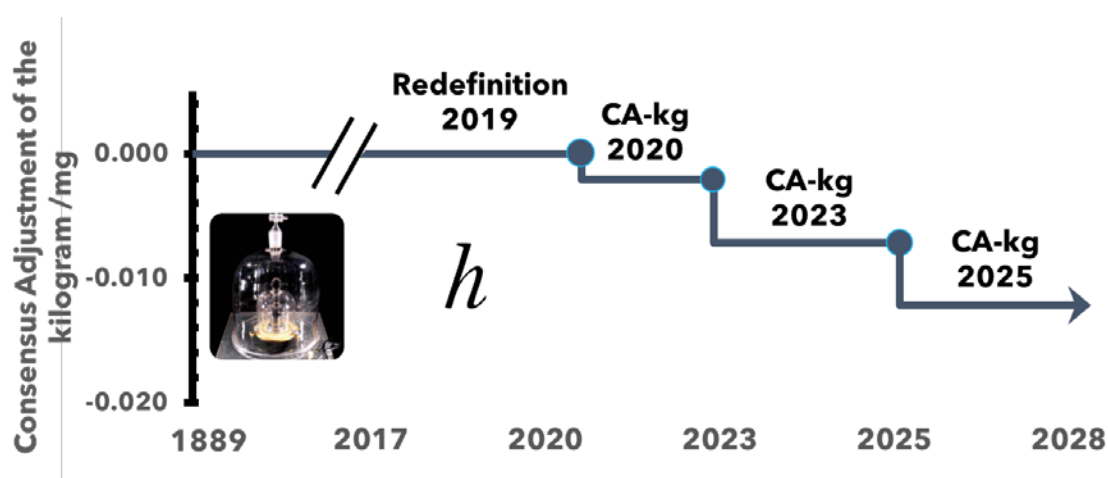 Consensus Adjustment of the
kilogram /mg
Redefinition
2019
CA-kg
2020
CA-kg
2023
CA-kg
2025
0.000
-0.010
-0.020
h
1889
2017
2020
2023
2025
2028